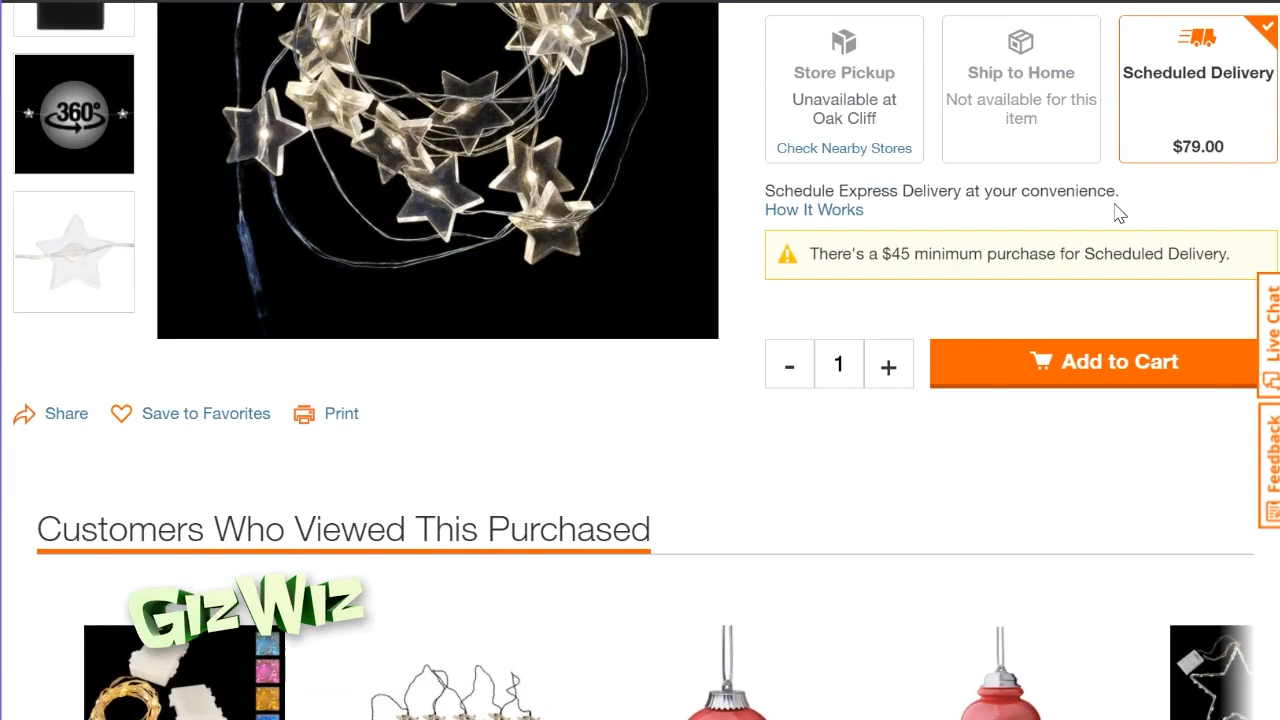 360°
Store Pickup
Unavailable at
Oak Cliff
Check Nearby Stores
Ship to Home
Not available for this
item
Scheduled Delivery
$79.00
Schedule Express Delivery at your convenience.
How It Works
There's a $45 minimum purchase for Scheduled Delivery.
- 1 +
Add to Cart
Live Chat
Feedback
Share
Save to Favorites
Print
Customers Who Viewed This Purchased
GizWiz